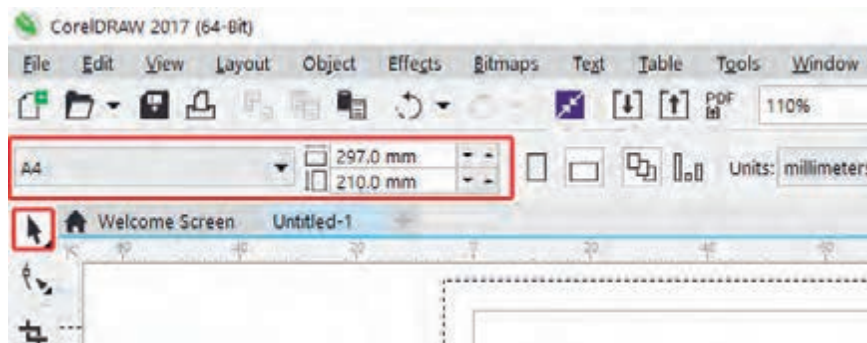 CorelDRAW 2017 (64-Bit)
File Edit View Layout Object Effects Bitmaps Text Table Tools Window
PDF 110%
A4 297.0 mm
210.0 mm Units: millimeters
Welcome Screen Untitled-1